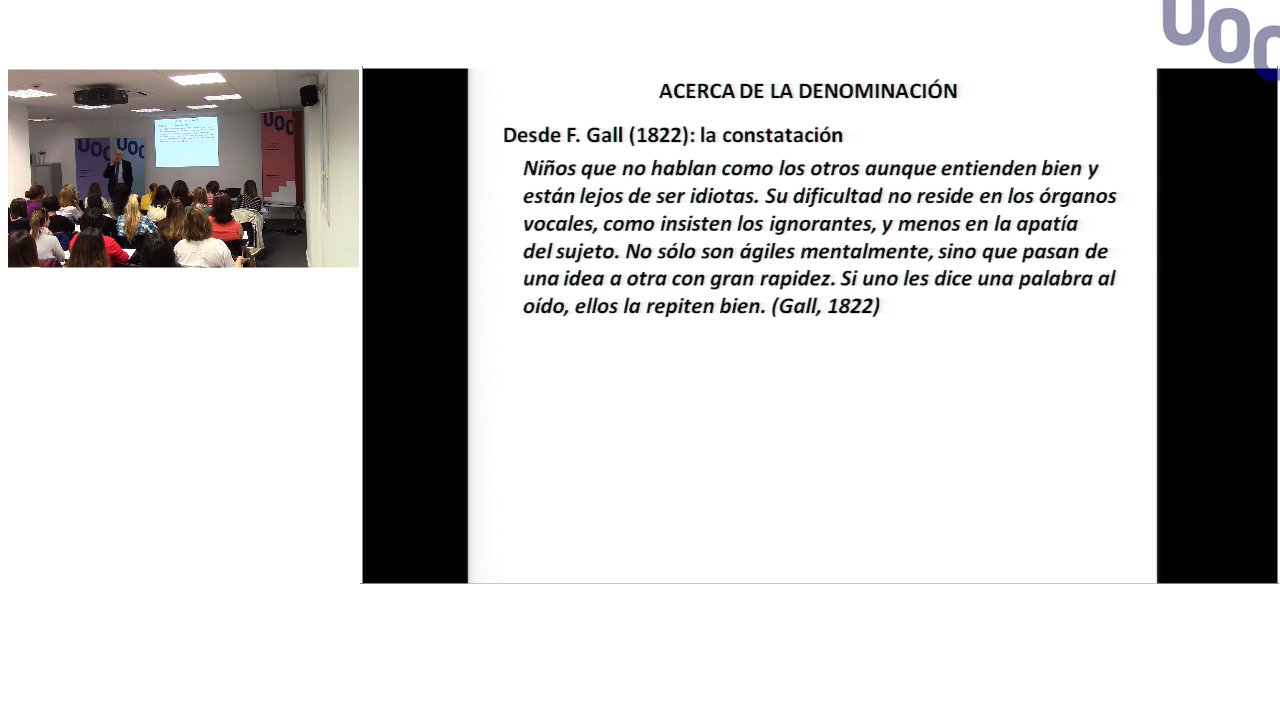 UOC
UOC
UOC
UOC
ACERCA DE LA DENOMINACIÓN
Desde F. Gall (1822): la constatación
Niños que no hablan como los otros aunque entienden bien y
están lejos de ser idiotas. Su dificultad no reside en los órganos
vocales, como insisten los ignorantes, y menos en la apatía
del sujeto. No sólo son ágiles mentalmente, sino que pasan de
una idea a otra con gran rapidez. Si uno les dice una palabra al
oído, ellos la repiten bien. (Gall, 1822)